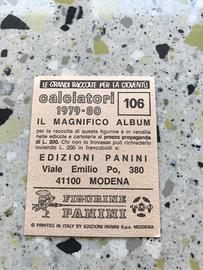 LE GRANDI RACCOLTE PER LA GIOVENTÙ
calciatori
1979-80
106
IL MAGNIFICO ALBUM
per la raccolta di queste figurine è in vendita
nelle edicole e cartolerie al prezzo propaganda
di L. 200. Chi non lo trovasse può richiederlo
inviando L. 200 in francobolli a:
EDIZIONI PANINI
Viale Emilio Po, 380
41100 MODENA
FIGURINE
PANINI
© PRINTED IN ITALY BY EDIZIONI PANINI S.p.A. MODENA